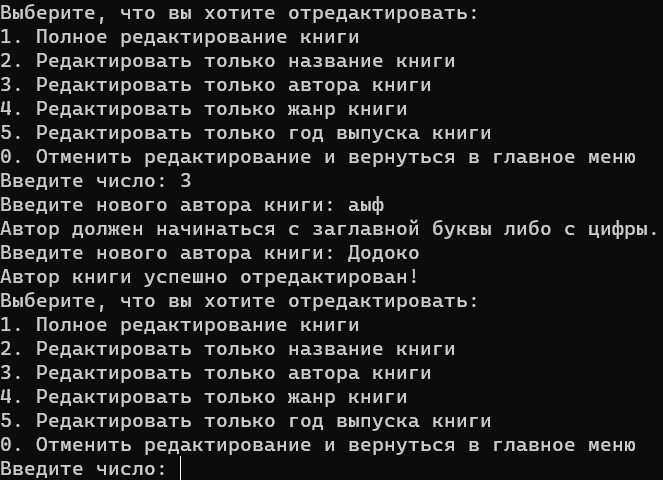 Выберите, что вы хотите отредактировать:
1. Полное редактирование книги
2. Редактировать только название книги
3. Редактировать только автора книги
4. Редактировать только жанр книги
5. Редактировать только год выпуска книги
0. Отменить редактирование и вернуться в главное меню
Введите число: 3
Введите нового автора книги: аыф
Автор должен начинаться с заглавной буквы либо с цифры.
Введите нового автора книги: Додоко
Автор книги успешно отредактирован!
Выберите, что вы хотите отредактировать:
1. Полное редактирование книги
2. Редактировать только название книги
3. Редактировать только автора книги
4. Редактировать только жанр книги
5. Редактировать только год выпуска книги
0. Отменить редактирование и вернуться в главное меню
Введите число: